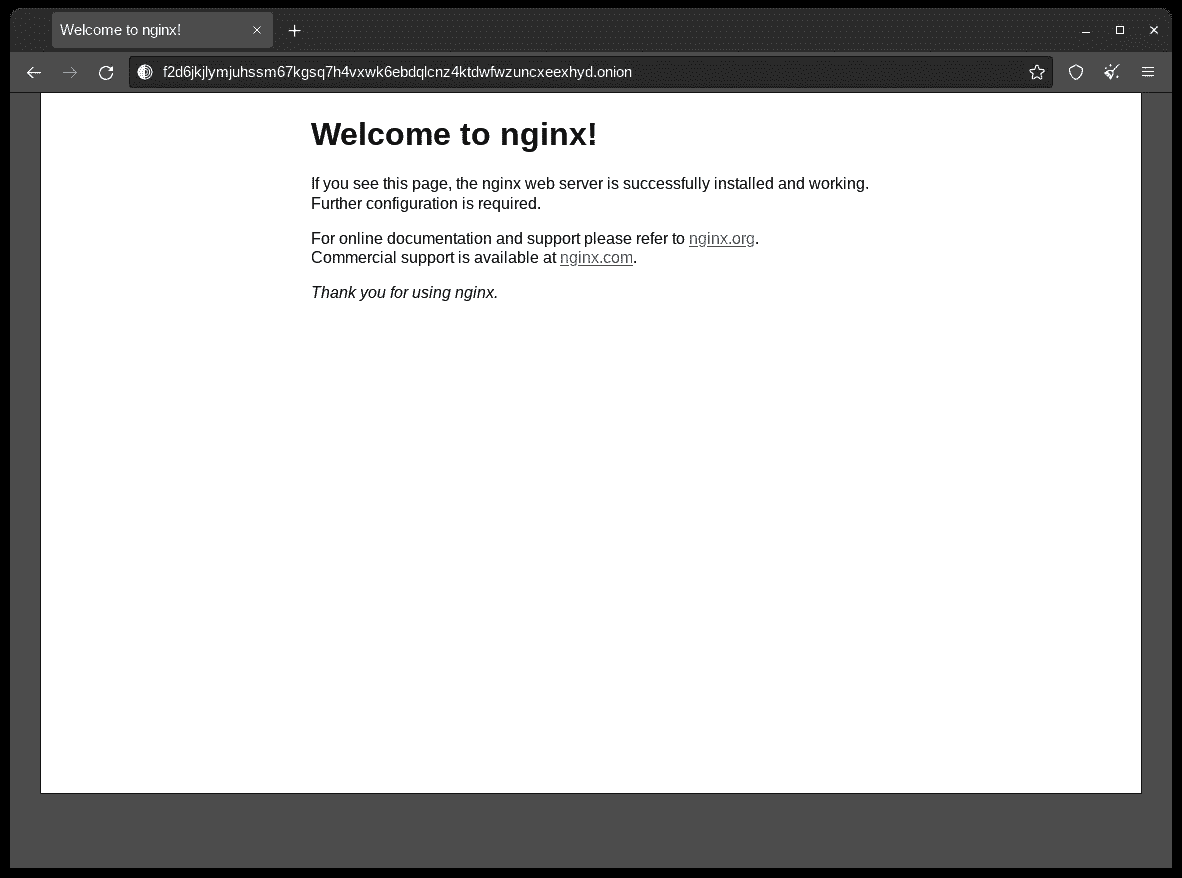 Welcome to nginx!
f2d6jkjlymjuhssm67kgsq7h4vxwk6ebdqlcnz4ktdwfwzuncxeexhyd.onion
Welcome to nginx!
If you see this page, the nginx web server is successfully installed and working.
Further configuration is required.
For online documentation and support please refer to nginx.org.
Commercial support is available at nginx.com.
Thank you for using nginx.